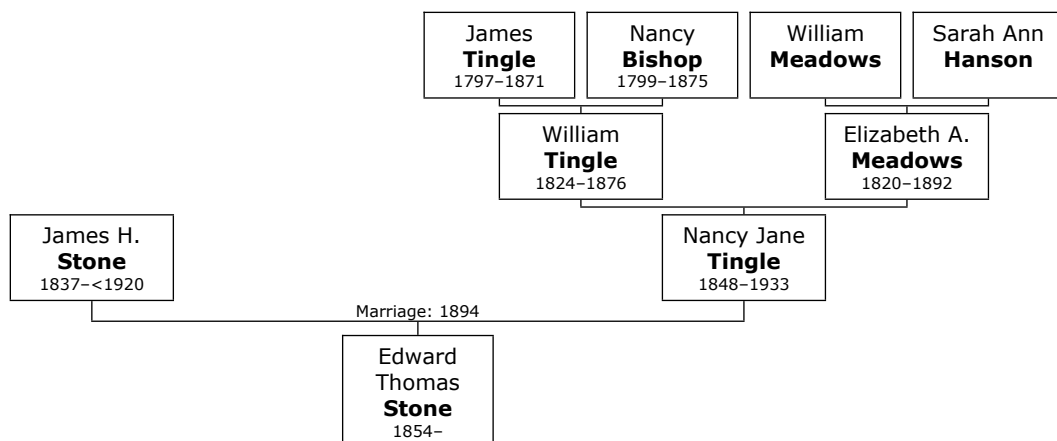 James
Tingle
1797–1871
Nancy
Bishop
1799–1875
William
Meadows
Sarah Ann
Hanson
William
Tingle
1824–1876
Elizabeth A.
Meadows
1820–1892
James H.
Stone
1837–<1920
Nancy Jane
Tingle
1848–1933
Marriage: 1894
Edward
Thomas
Stone
1854–